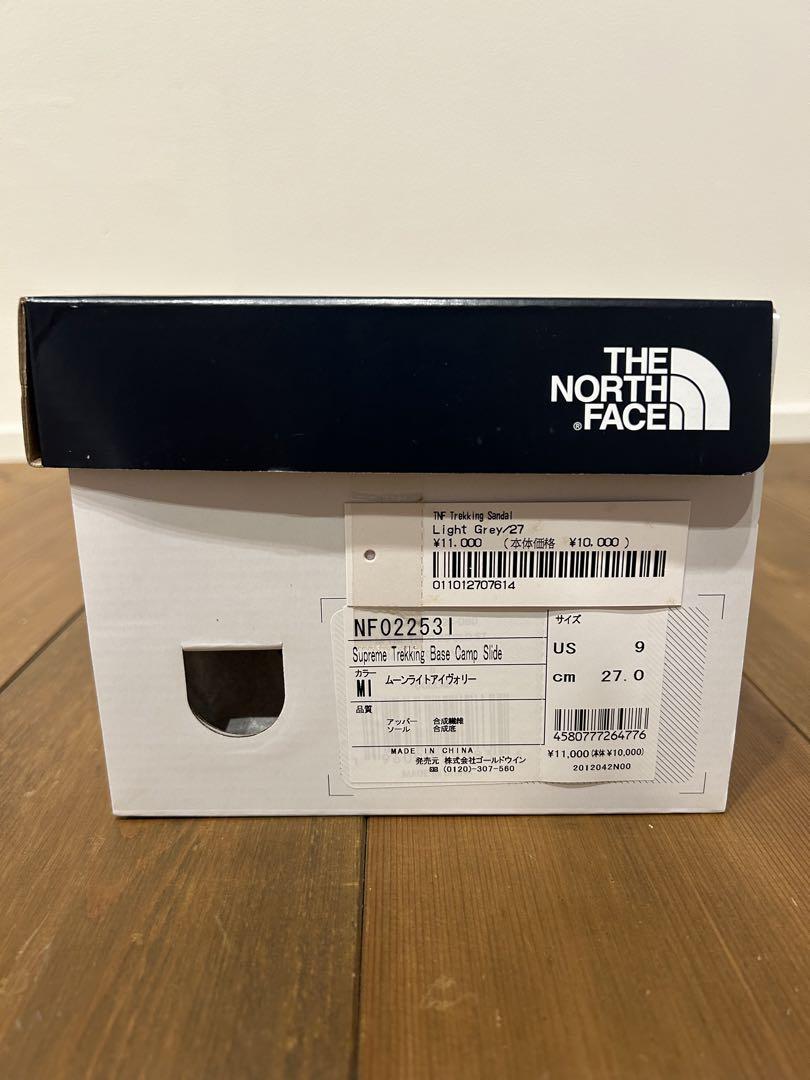 THE
NORTH
FACE
®
TNF Trekking Sandal
Light Grey/27
¥11.000 (本体価格 ¥10.000)
011012707614
NF02253I
Supreme Trekking Base Camp Slide
カラー
MI ムーンライトアイヴォリー
品質
アッパー 合成繊維
ソール 合成底
MADE IN CHINA
発売元 株式会社ゴールドウイン
(0120)-307-560
サイズ
US 9
cm 27.0
4580777264776
¥11,000(本体¥10,000)
2012042N00